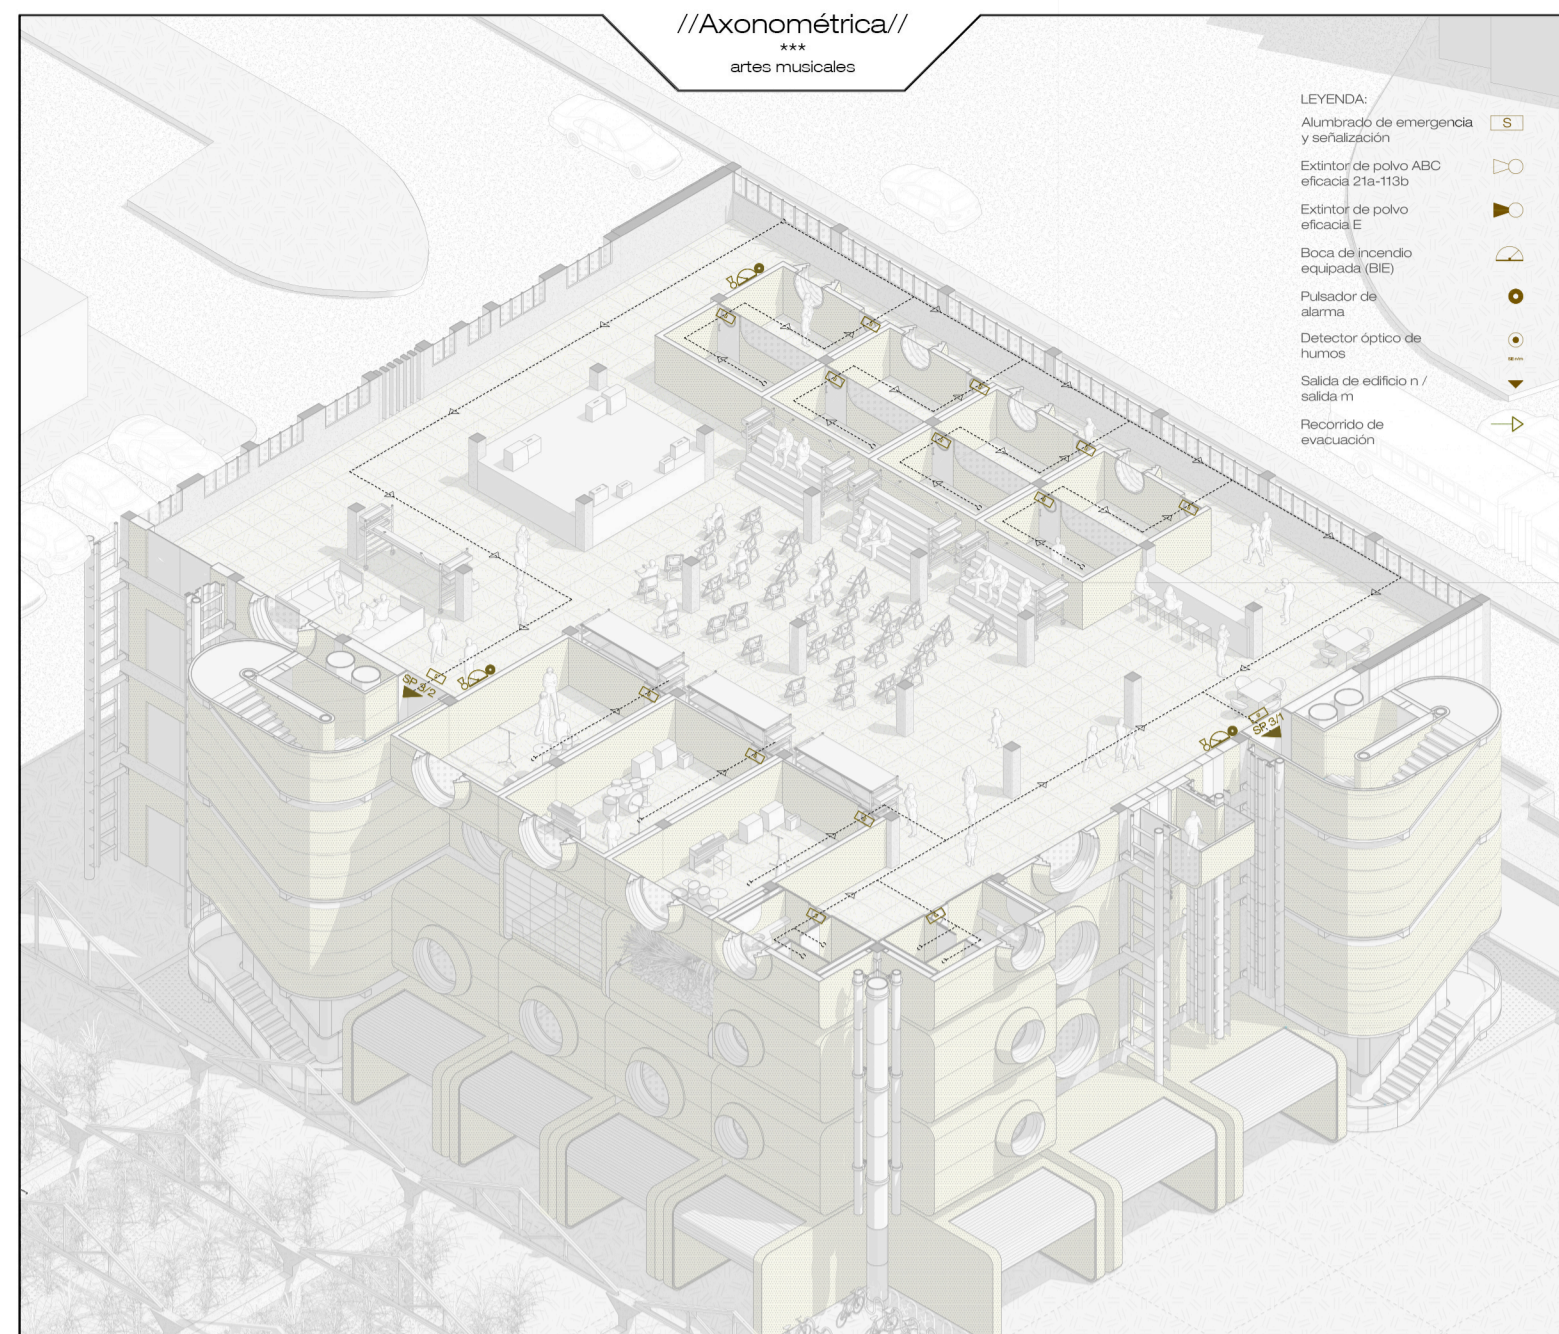 //Axonométrica//
***
artes musicales
LEYENDA:
Alumbrado de emergencia
y señalización
S
Extintor de polvo ABC
eficacia 21a-113b
Extintor de polvo
eficacia E
Boca de incendio
equipada (BIE)
Pulsador de
alarma
Detector óptico de
humos
Salida de edificio n /
salida m
Recorrido de
evacuación
SP 3/2
SP 3/1